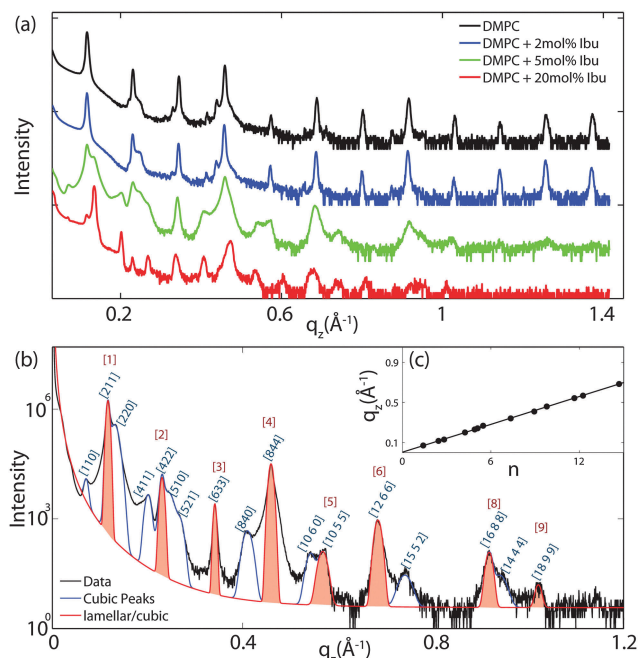 (a)
DMPC
DMPC + 2mol% Ibu
DMPC + 5mol% Ibu
DMPC + 20mol% Ibu
Intensity
0.2 0.6 1 1.4
q_z(Å⁻¹)
(b)
(c)
[1]
[211]
[220]
[110]
[411]
[2]
[422]
[510]
[521]
[3]
[633]
[4]
[844]
[840]
[5]
[10 6 0]
[10 5 5]
[6]
[12 6 6]
[15 5 2]
[8]
[16 8 8]
[14 4 4]
[9]
[18 9 9]
q_z(Å⁻¹)
0.9
0.5
0.1
0 6 12
n
Intensity
10⁶
10³
10⁰
Data
Cubic Peaks
lamellar/cubic
0 0.4 0.8 1.2
q_z(Å⁻¹)